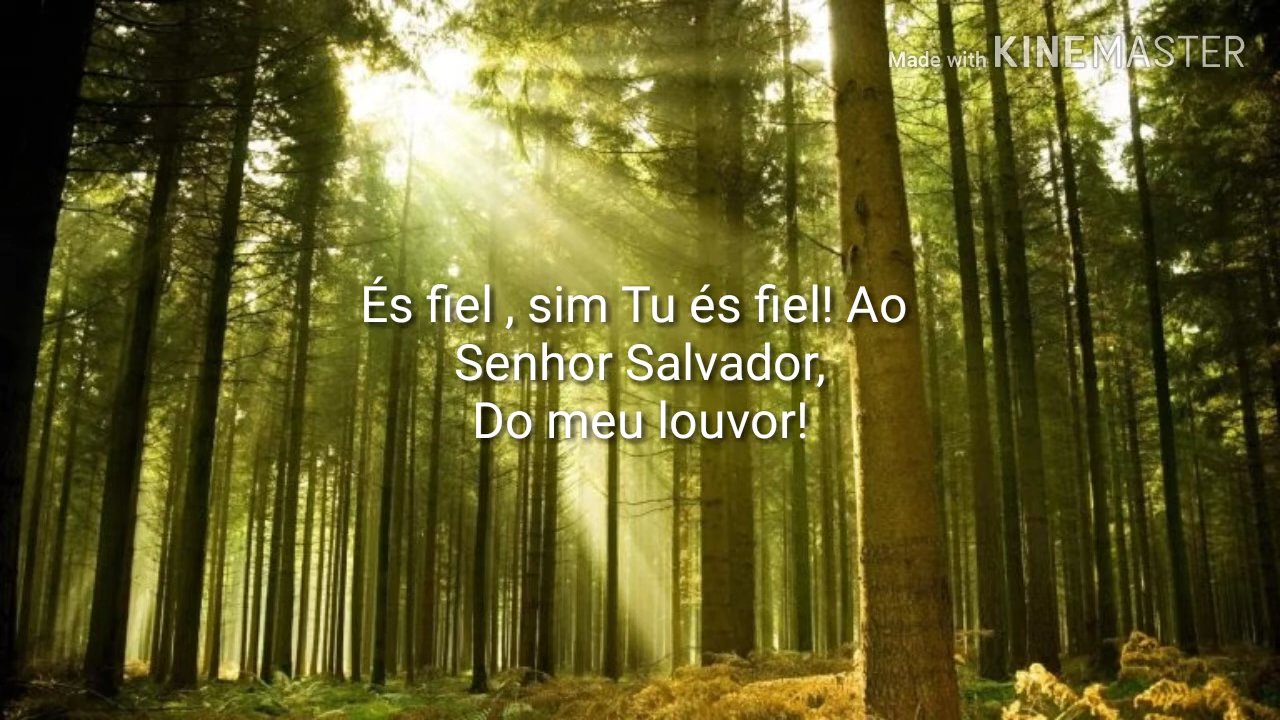 Made with KINEMASTER
És fiel , sim Tu és fiel! Ao
Senhor Salvador,
Do meu louvor!